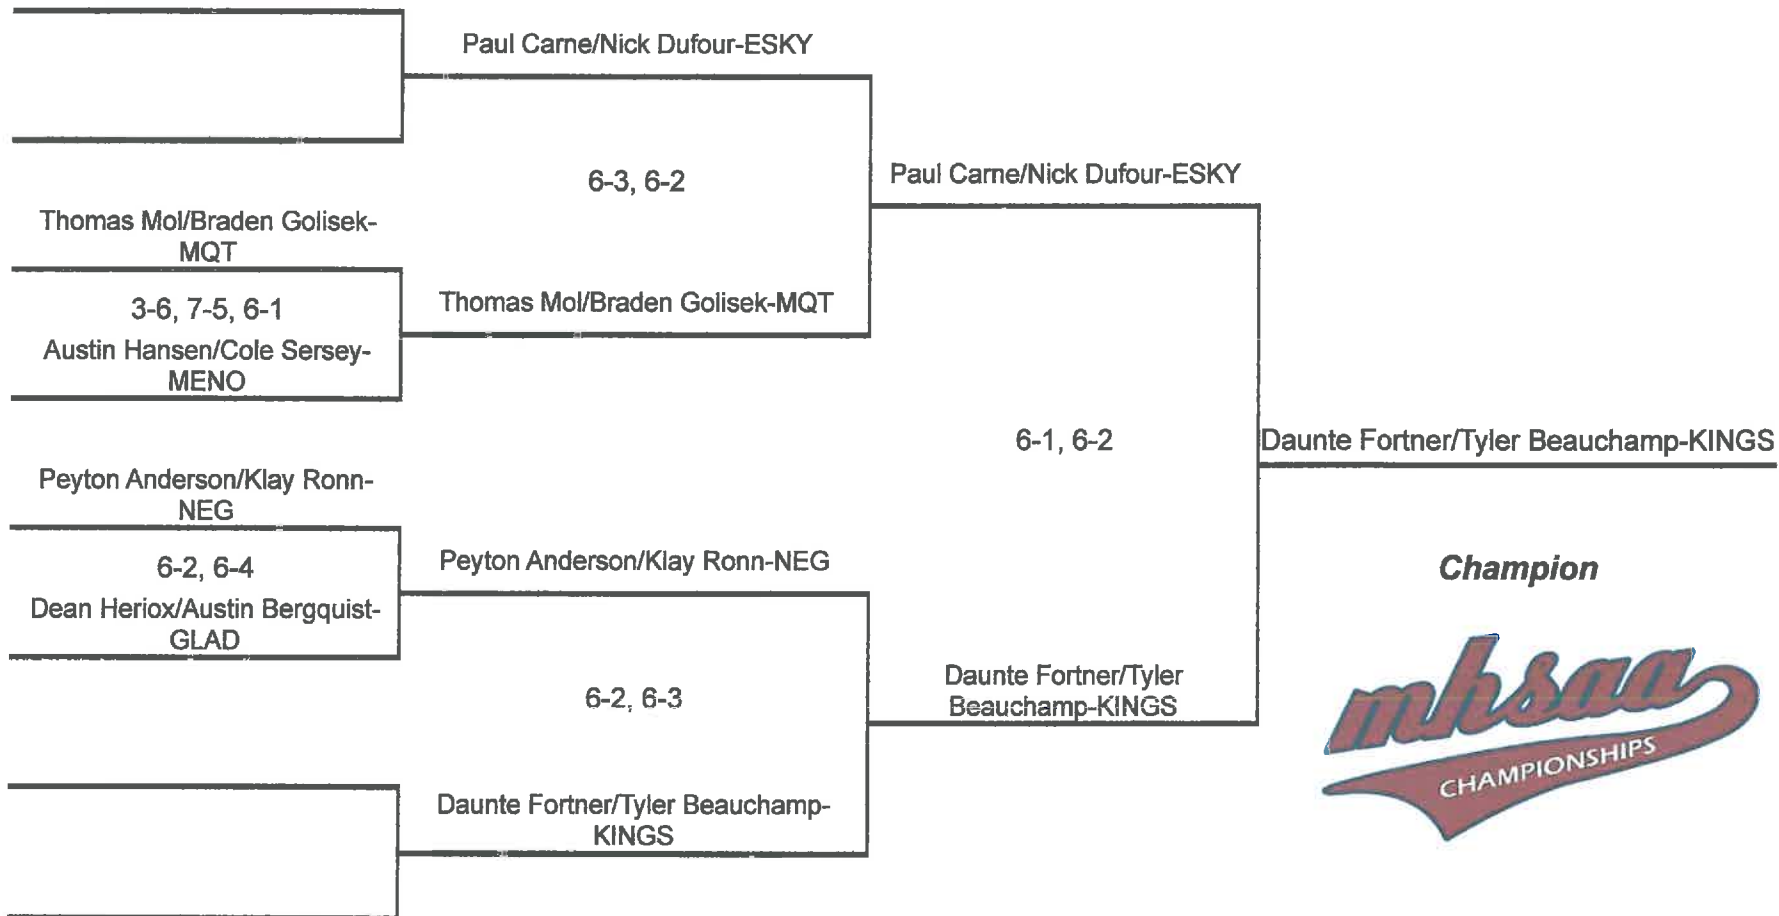 Paul Carne/Nick Dufour-ESKY
6-3, 6-2
Paul Carne/Nick Dufour-ESKY
Thomas Mol/Braden Golisek-
MQT
3-6, 7-5, 6-1
Thomas Mol/Braden Golisek-MQT
Austin Hansen/Cole Sersey-
MENO
6-1, 6-2
Daunte Fortner/Tyler Beauchamp-KINGS
Peyton Anderson/Klay Ronn-
NEG
6-2, 6-4
Peyton Anderson/Klay Ronn-NEG
Dean Heriox/Austin Bergquist-
GLAD
Champion
6-2, 6-3
Daunte Fortner/Tyler
Beauchamp-KINGS
mhsaa
CHAMPIONSHIPS
Daunte Fortner/Tyler Beauchamp-
KINGS